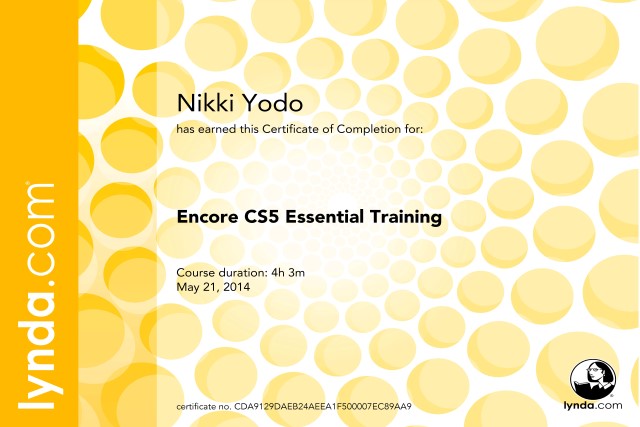 Nikki Yodo
has earned this Certificate of Completion for:
Encore CS5 Essential Training
Course duration: 4h 3m
May 21, 2014
certificate no. CDA9129DAEB24AEEA1F500007EC89AA9
lynda.com
lynda.com